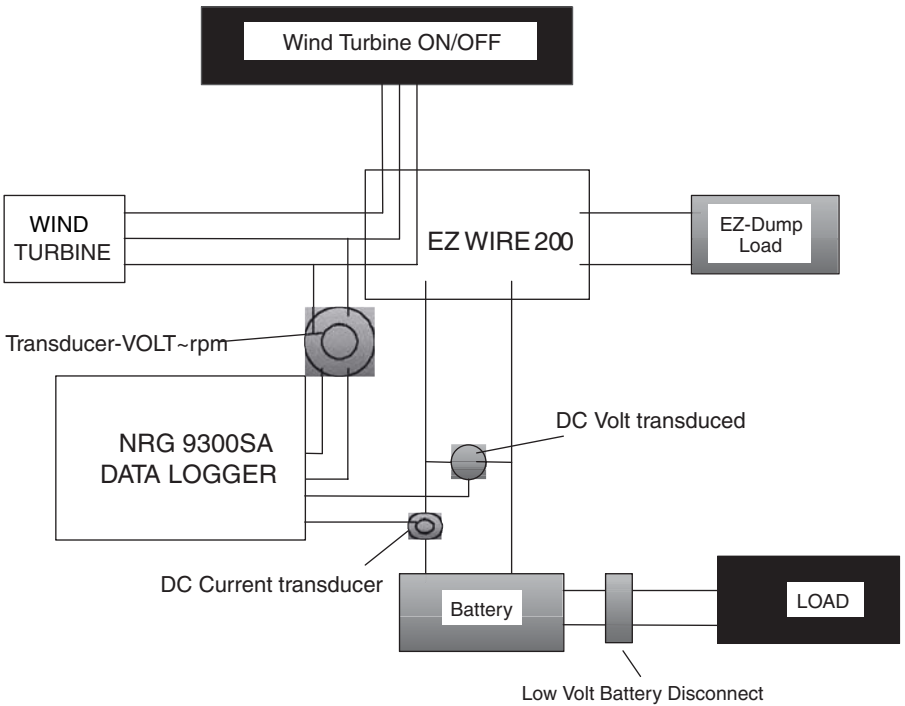 Wind Turbine ON/OFF
WIND
TURBINE
EZ WIRE 200
EZ-Dump
Load
Transducer-VOLT~rpm
NRG 9300SA
DATA LOGGER
DC Volt transduced
DC Current transducer
Battery
LOAD
Low Volt Battery Disconnect